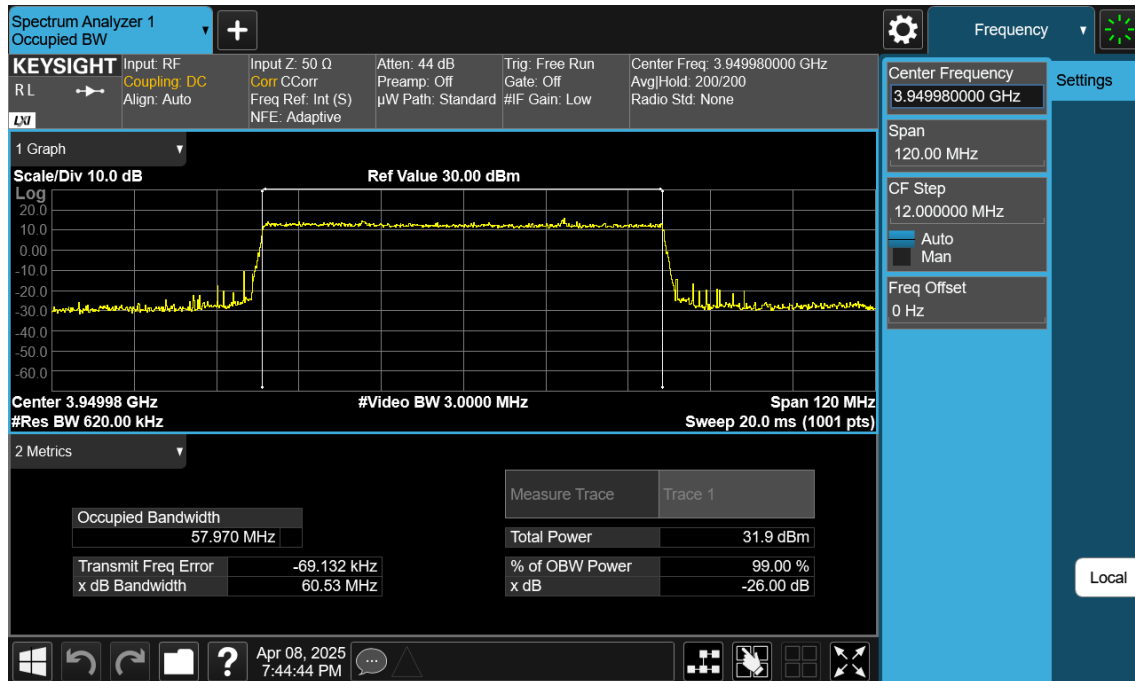 Spectrum Analyzer 1
Occupied BW
Frequency
KEYSIGHT
R L
LXI
Input: RF
Coupling: DC
Align: Auto
Input Z: 50 Ω
Corr CCorr
Freq Ref: Int (S)
NFE: Adaptive
Atten: 44 dB
Preamp: Off
µW Path: Standard
Trig: Free Run
Gate: Off
#IF Gain: Low
Center Freq: 3.949980000 GHz
Avg|Hold: 200/200
Radio Std: None
1 Graph
Scale/Div 10.0 dB
Ref Value 30.00 dBm
Log
20.0
10.0
0.00
-10.0
-20.0
-30.0
-40.0
-50.0
-60.0
Center 3.94998 GHz
#Video BW 3.0000 MHz
Span 120 MHz
#Res BW 620.00 kHz
Sweep 20.0 ms (1001 pts)
2 Metrics
Measure Trace
Trace 1
Occupied Bandwidth
57.970 MHz
Total Power
31.9 dBm
Transmit Freq Error
-69.132 kHz
% of OBW Power
99.00 %
x dB Bandwidth
60.53 MHz
x dB
-26.00 dB
Center Frequency
3.949980000 GHz
Settings
Span
120.00 MHz
CF Step
12.000000 MHz
Auto
Man
Freq Offset
0 Hz
Local
?
Apr 08, 2025
7:44:44 PM